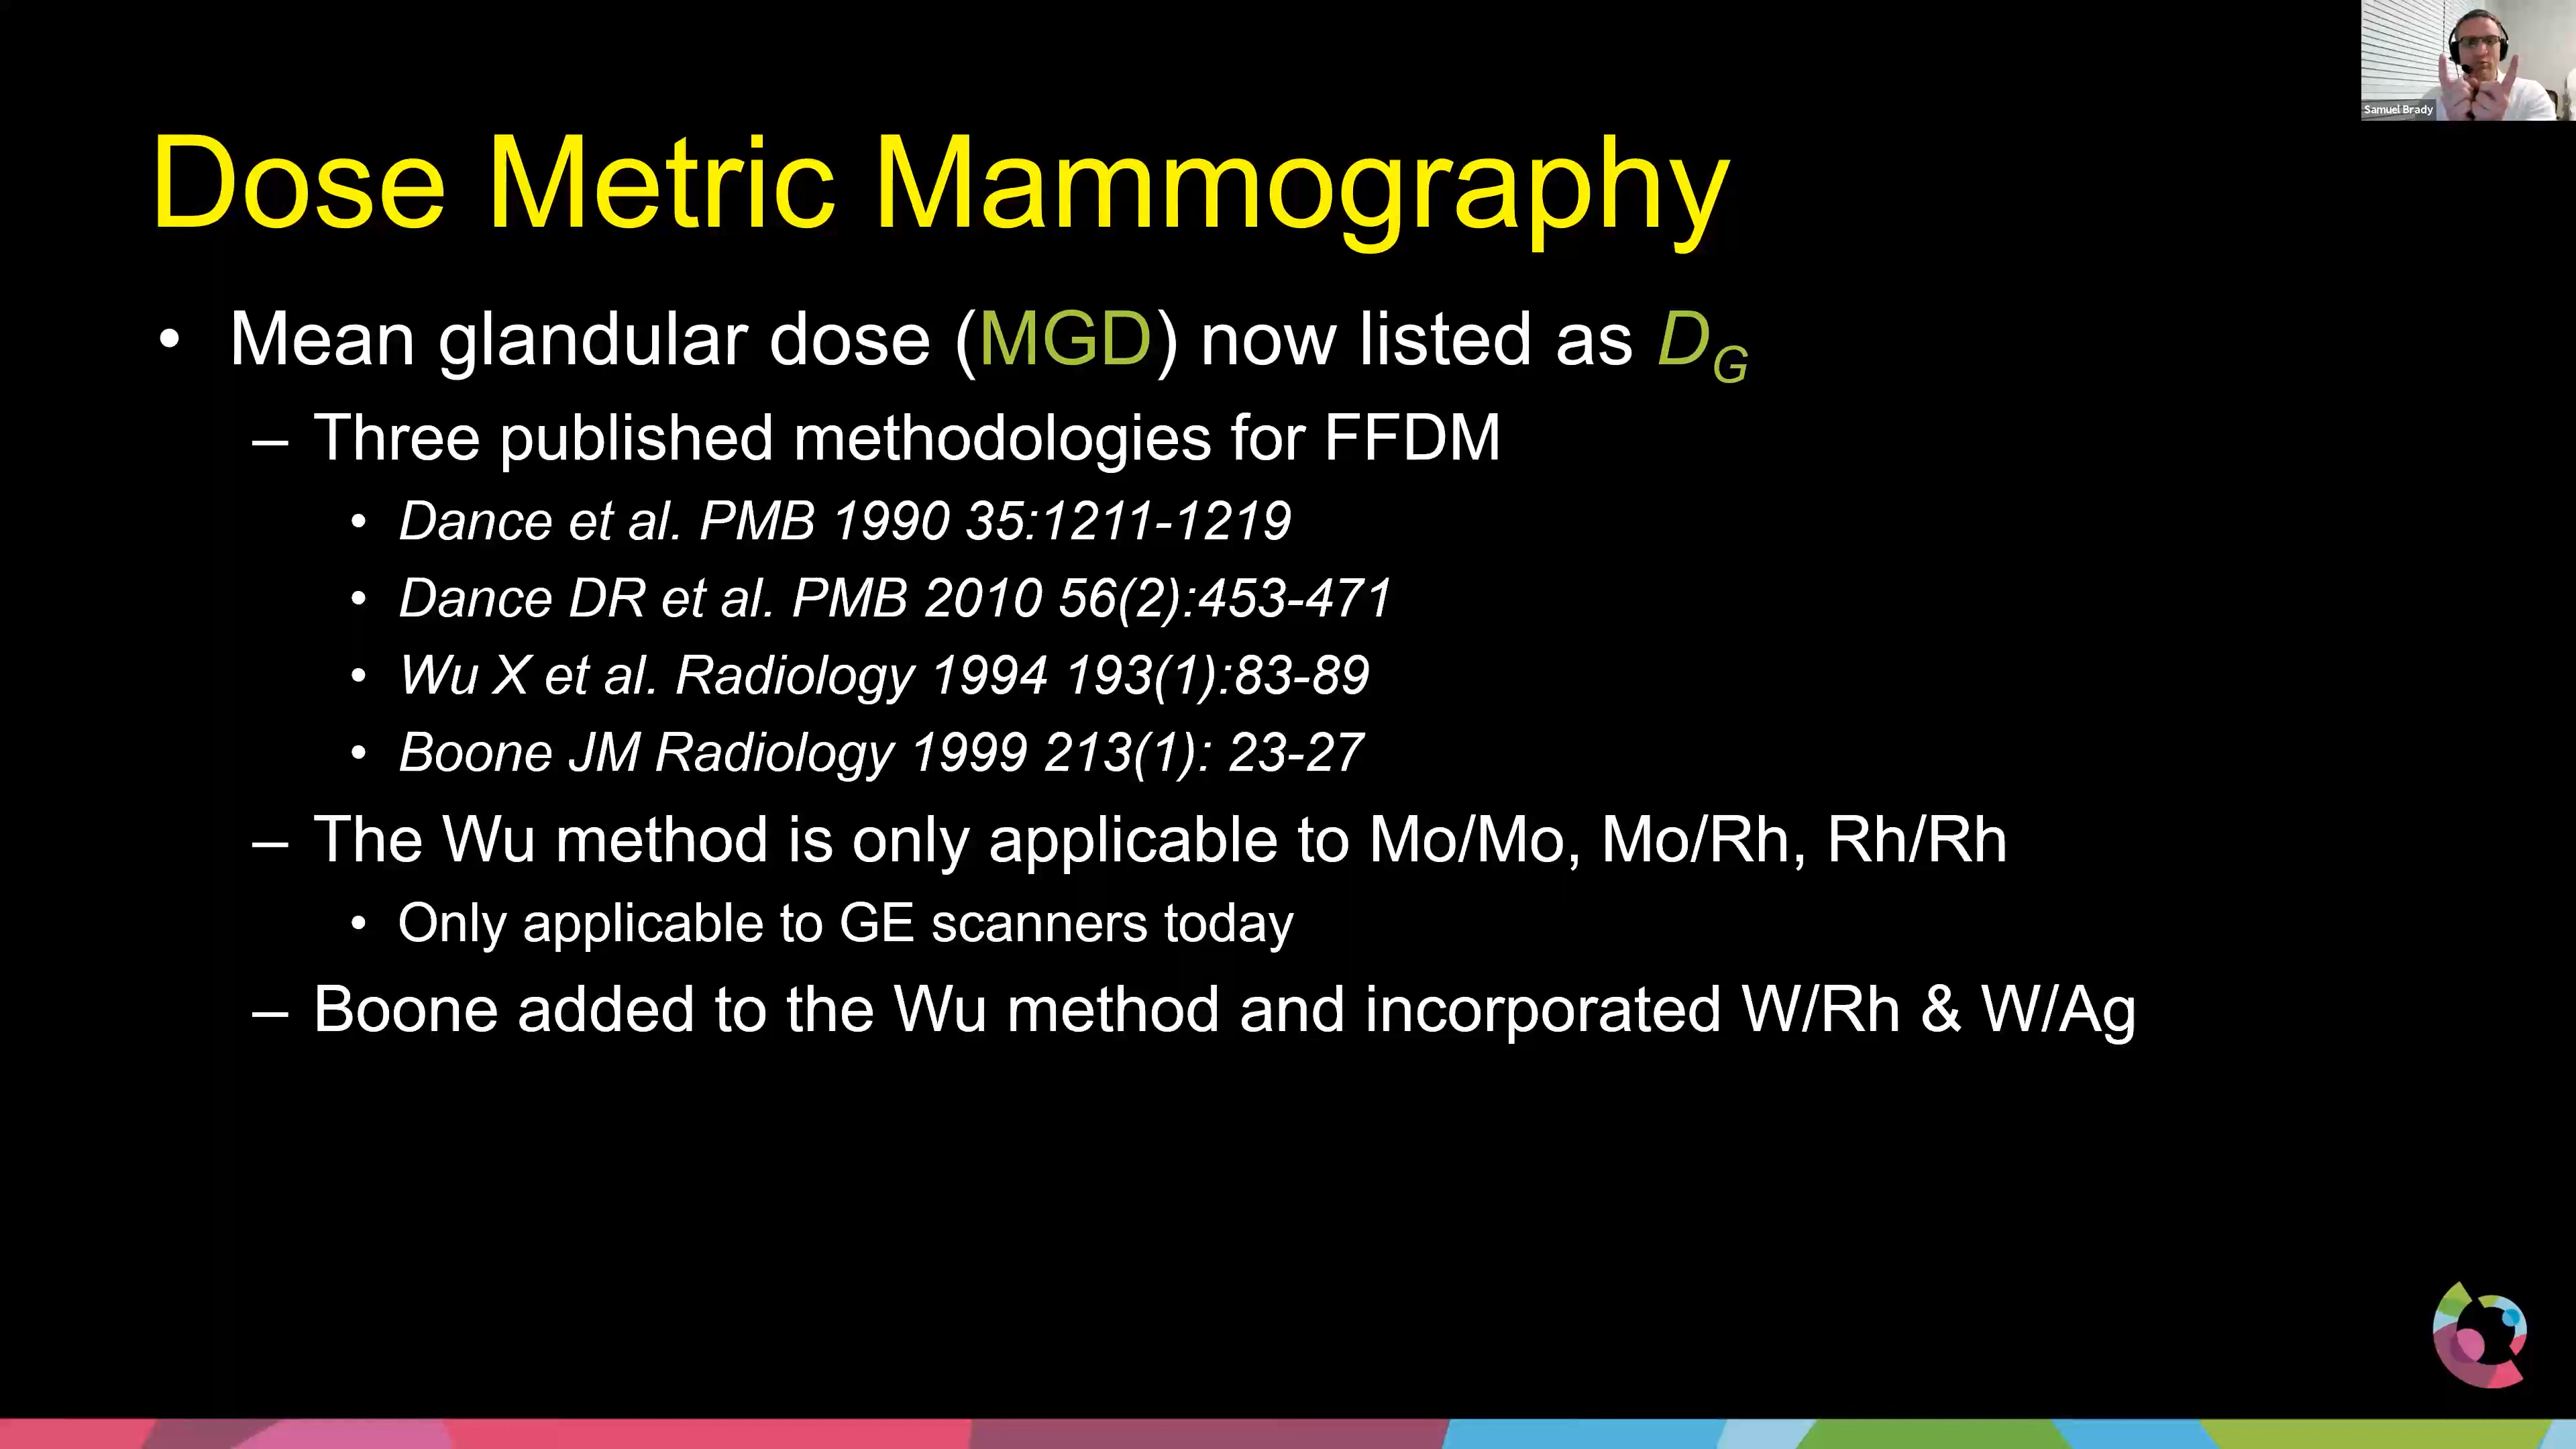 Samuel Brady
Dose Metric Mammography
• Mean glandular dose (MGD) now listed as D_G
– Three published methodologies for FFDM
• Dance et al. PMB 1990 35:1211-1219
• Dance DR et al. PMB 2010 56(2):453-471
• Wu X et al. Radiology 1994 193(1):83-89
• Boone JM Radiology 1999 213(1): 23-27
– The Wu method is only applicable to Mo/Mo, Mo/Rh, Rh/Rh
• Only applicable to GE scanners today
– Boone added to the Wu method and incorporated W/Rh & W/Ag